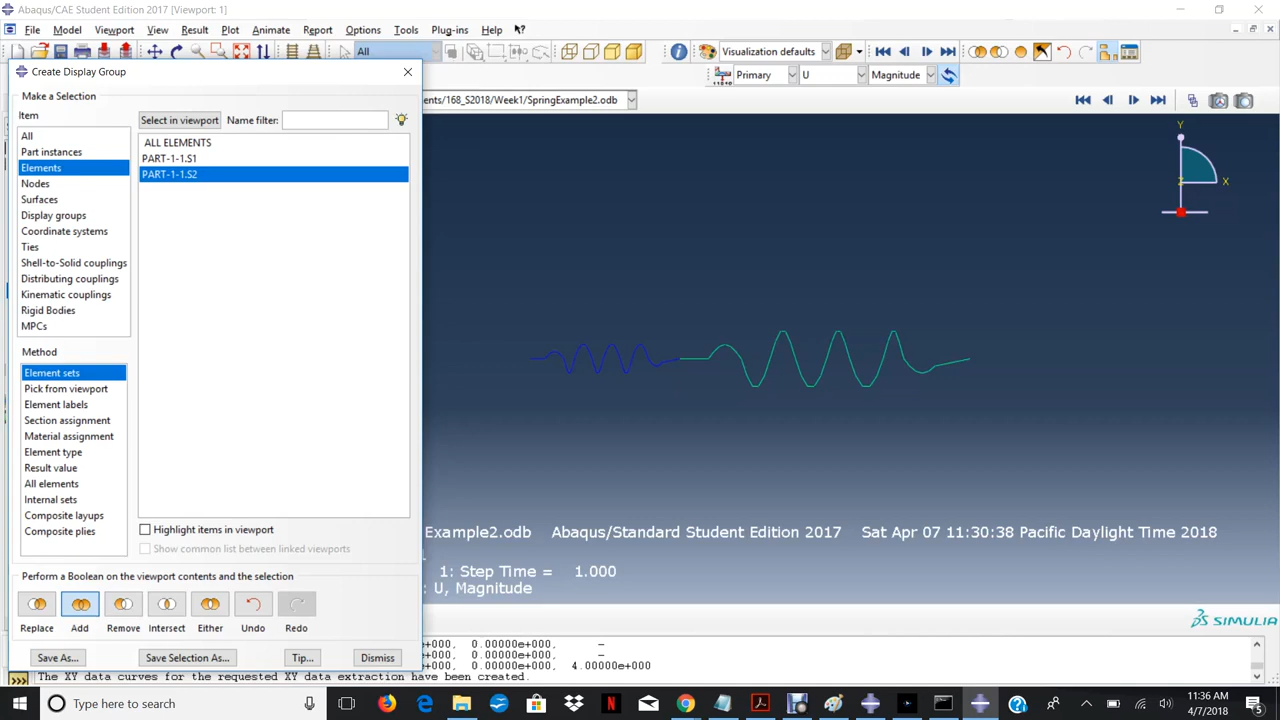 Abaqus/CAE Student Edition 2017 - [Viewport: 1]
File Model Viewport View Result Plot Animate Report Options Tools Plug-ins Help
All
Visualization defaults
Create Display Group
Primary U Magnitude
Make a Selection
Item
ents/168_S2018/Week1/SpringExample2.odb
Select in viewport Name filter:
All
Part instances
Elements
Nodes
Surfaces
Display groups
Coordinate systems
Ties
Shell-to-Solid couplings
Distributing couplings
Kinematic couplings
Rigid Bodies
MPCs
ALL ELEMENTS
PART-1-1.S1
PART-1-1.S2
Y
Z X
Method
Element sets
Pick from viewport
Element labels
Section assignment
Material assignment
Element type
Result value
All elements
Internal sets
Composite layups
Composite plies
Highlight items in viewport
Show common list between linked viewports
Example2.odb Abaqus/Standard Student Edition 2017 Sat Apr 07 11:30:38 Pacific Daylight Time 2018
1: Step Time = 1.000
: U, Magnitude
Perform a Boolean on the viewport contents and the selection
Replace Add Remove Intersect Either Undo Redo
Save As... Save Selection As... Tip... Dismiss
SIMULIA
e+000, 0.00000e+000, -
e+000, 0.00000e+000, -
e+000, 0.00000e+000, 4.00000e+000
The XY data curves for the requested XY data extraction have been created.
Type here to search
11:36 AM
4/7/2018